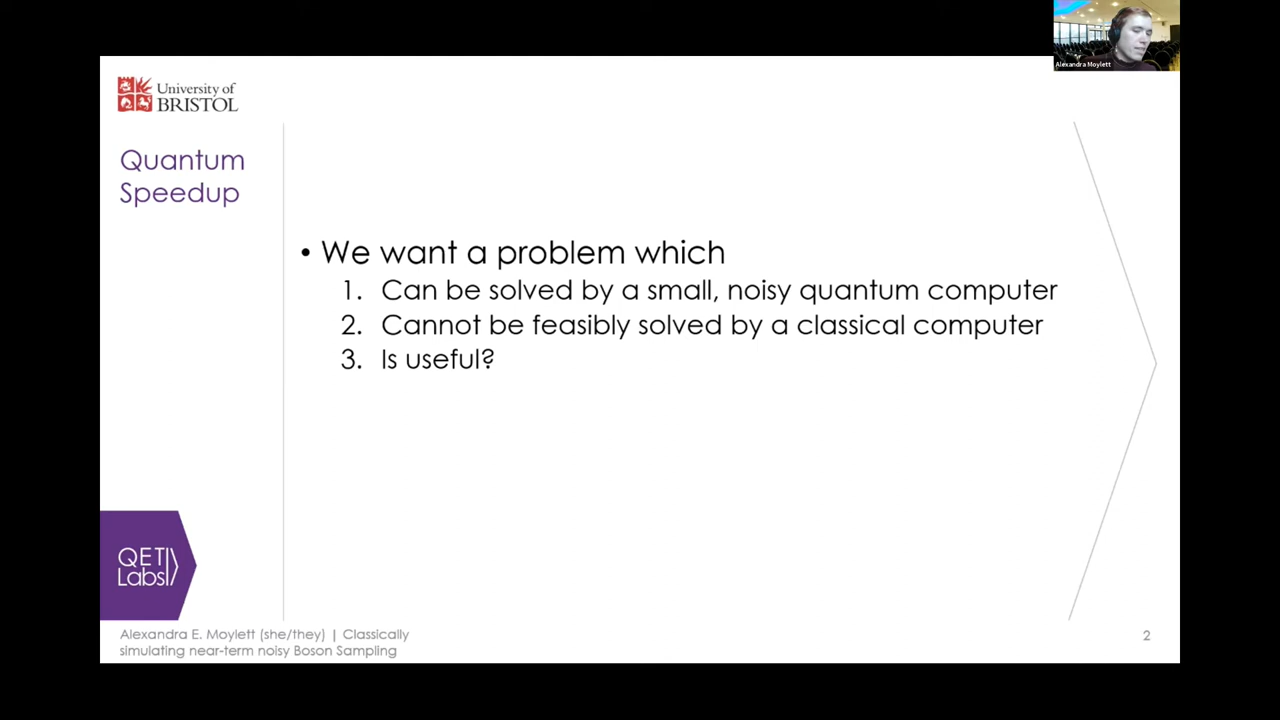 Alexandra Moylett
University of
BRISTOL
Quantum
Speedup
• We want a problem which
1. Can be solved by a small, noisy quantum computer
2. Cannot be feasibly solved by a classical computer
3. Is useful?
QET
Labs
Alexandra E. Moylett (she/they) | Classically
simulating near-term noisy Boson Sampling
2